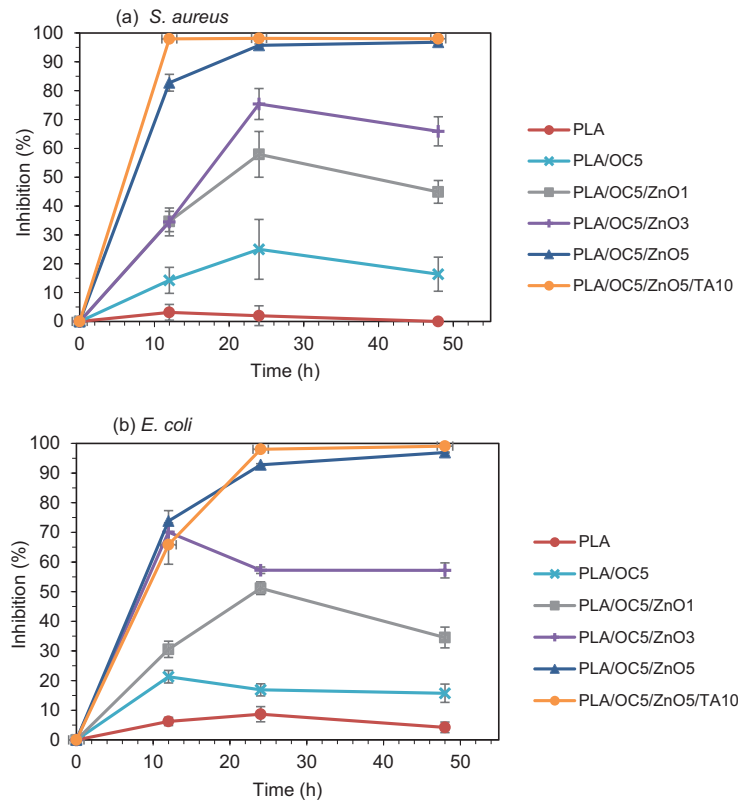 (a) S. aureus
100
90
80
70
60
50
40
30
20
10
0
Inhibition (%)
0 10 20 30 40 50
Time (h)
PLA
PLA/OC5
PLA/OC5/ZnO1
PLA/OC5/ZnO3
PLA/OC5/ZnO5
PLA/OC5/ZnO5/TA10
(b) E. coli
100
90
80
70
60
50
40
30
20
10
0
Inhibition (%)
0 10 20 30 40 50
Time (h)
PLA
PLA/OC5
PLA/OC5/ZnO1
PLA/OC5/ZnO3
PLA/OC5/ZnO5
PLA/OC5/ZnO5/TA10